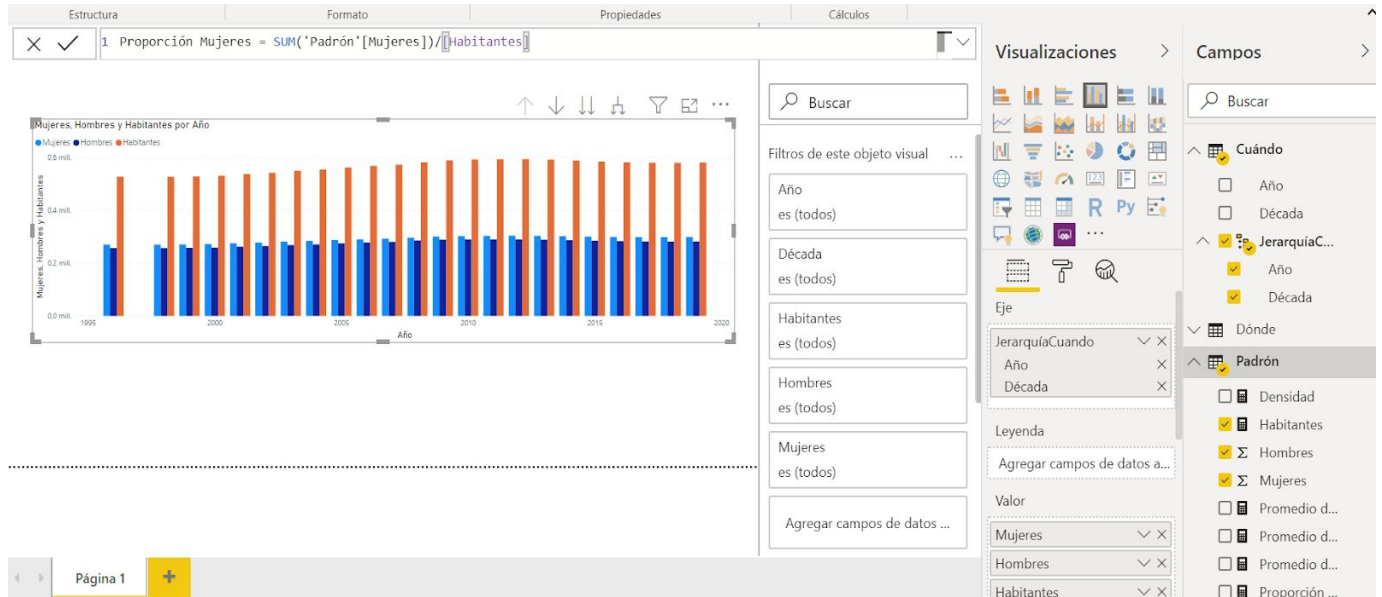 Estructura
Formato
Propiedades
Cálculos
1 Proporción Mujeres = SUM('Padrón'[Mujeres])/[Habitantes]
Mujeres, Hombres y Habitantes por Año
Mujeres Hombres Habitantes
Mujeres, Hombres y Habitantes
0,6 mill.
0,4 mill.
0,2 mill.
0,0 mill.
1995
2000
2005
2010
2015
2020
Año
Página 1
Buscar
Filtros de este objeto visual ...
Año
es (todos)
Década
es (todos)
Habitantes
es (todos)
Hombres
es (todos)
Mujeres
es (todos)
Agregar campos de datos ...
Visualizaciones
123
R Py
Eje
JerarquíaCuando
Año
Década
Leyenda
Agregar campos de datos a...
Valor
Mujeres
Hombres
Habitantes
Campos
Buscar
Cuándo
Año
Década
JerarquíaC...
Año
Década
Dónde
Padrón
Densidad
Habitantes
Hombres
Mujeres
Promedio d...
Promedio d...
Promedio d...
Proporción ...